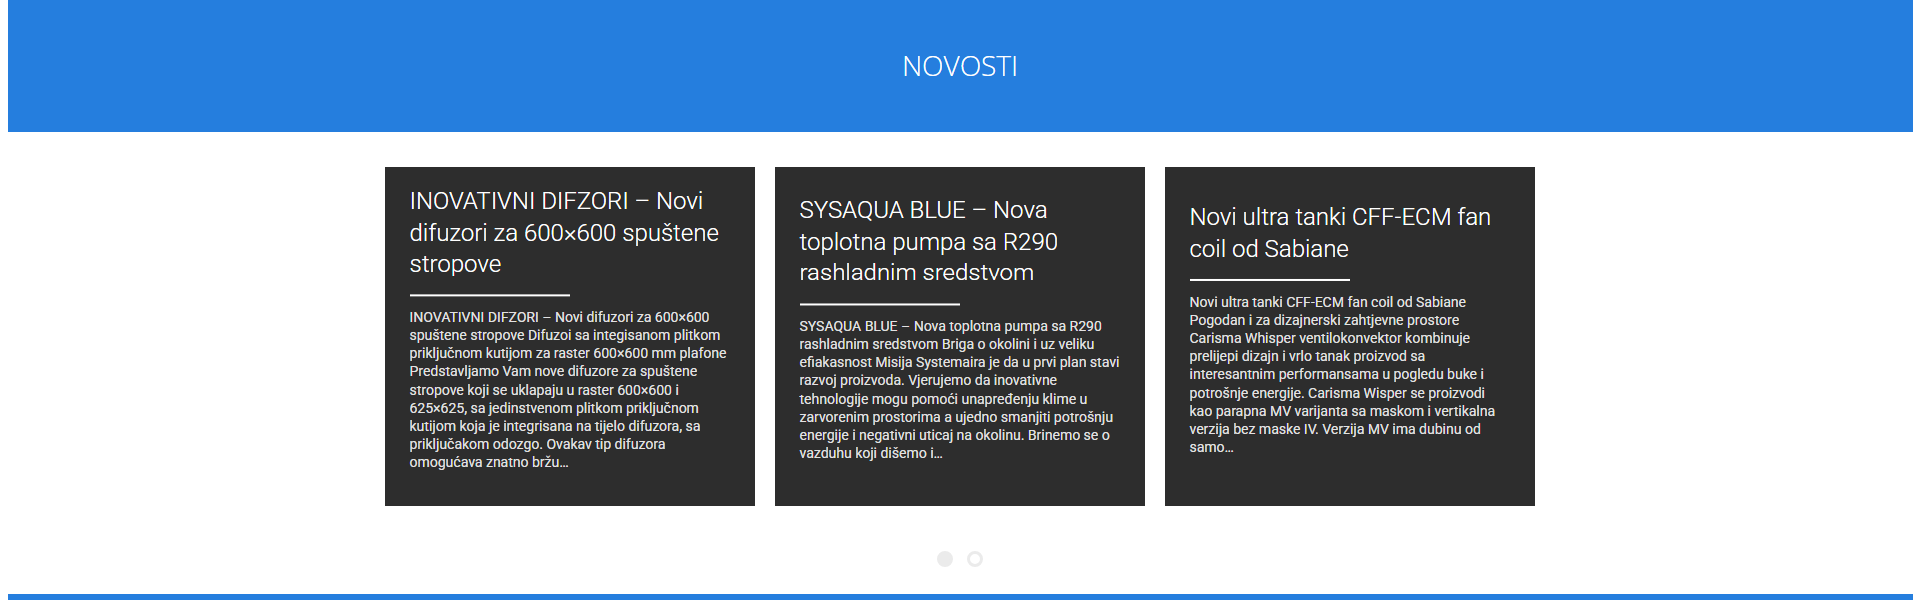 NOVOSTI
INOVATIVNI DIFZORI – Novi
difuzori za 600×600 spuštene
stropove
INOVATIVNI DIFZORI – Novi difuzori za 600×600
spuštene stropove Difuzoi sa integisanom plitkom
priključnom kutijom za raster 600×600 mm plafone
Predstavljamo Vam nove difuzore za spuštene
stropove koji se uklapaju u raster 600×600 i
625×625, sa jedinstvenom plitkom priključnom
kutijom koja je integrisana na tijelo difuzora, sa
priključakom odozgo. Ovakav tip difuzora
omogućava znatno bržu...
SYSAQUA BLUE – Nova
toplotna pumpa sa R290
rashladnim sredstvom
SYSAQUA BLUE – Nova toplotna pumpa sa R290
rashladnim sredstvom Briga o okolini i uz veliku
efiakasnost Misija Systemaira je da u prvi plan stavi
razvoj proizvoda. Vjerujemo da inovativne
tehnologije mogu pomoći unapređenju klime u
zarvorenim prostorima a ujedno smanjiti potrošnju
energije i negativni uticaj na okolinu. Brinemo se o
vazduhu koji dišemo i...
Novi ultra tanki CFF-ECM fan
coil od Sabiane
Novi ultra tanki CFF-ECM fan coil od Sabiane
Pogodan i za dizajnerski zahtjevne prostore
Carisma Whisper ventilokonvektor kombinuje
prelijepi dizajn i vrlo tanak proizvod sa
interesantnim performansama u pogledu buke i
potrošnje energije. Carisma Wisper se proizvodi
kao parapna MV varijanta sa maskom i vertikalna
verzija bez maske IV. Verzija MV ima dubinu od
samo...